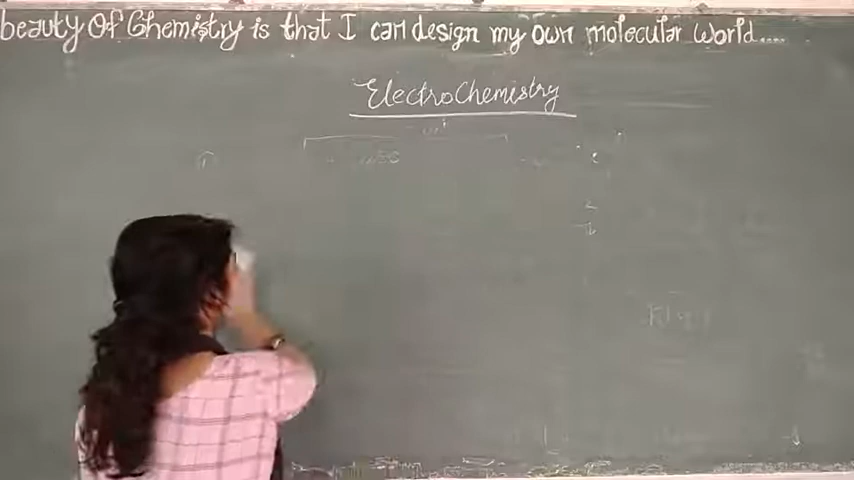 beauty Of Chemistry is that I can design my own molecular world....
ElectroChemistry